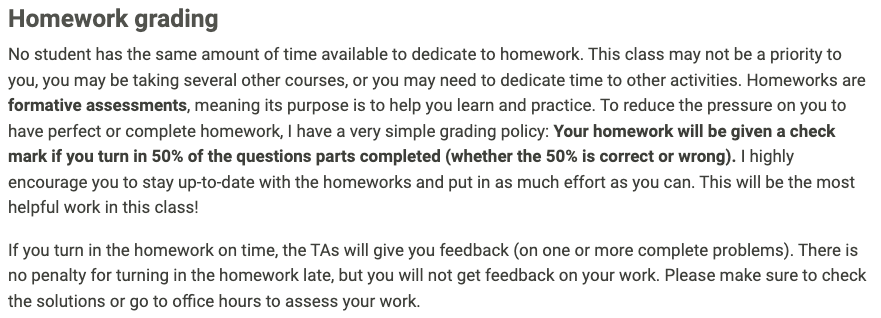 Homework grading
No student has the same amount of time available to dedicate to homework. This class may not be a priority to
you, you may be taking several other courses, or you may need to dedicate time to other activities. Homeworks are
formative assessments, meaning its purpose is to help you learn and practice. To reduce the pressure on you to
have perfect or complete homework, I have a very simple grading policy: Your homework will be given a check
mark if you turn in 50% of the questions parts completed (whether the 50% is correct or wrong). I highly
encourage you to stay up-to-date with the homeworks and put in as much effort as you can. This will be the most
helpful work in this class!
If you turn in the homework on time, the TAs will give you feedback (on one or more complete problems). There is
no penalty for turning in the homework late, but you will not get feedback on your work. Please make sure to check
the solutions or go to office hours to assess your work.